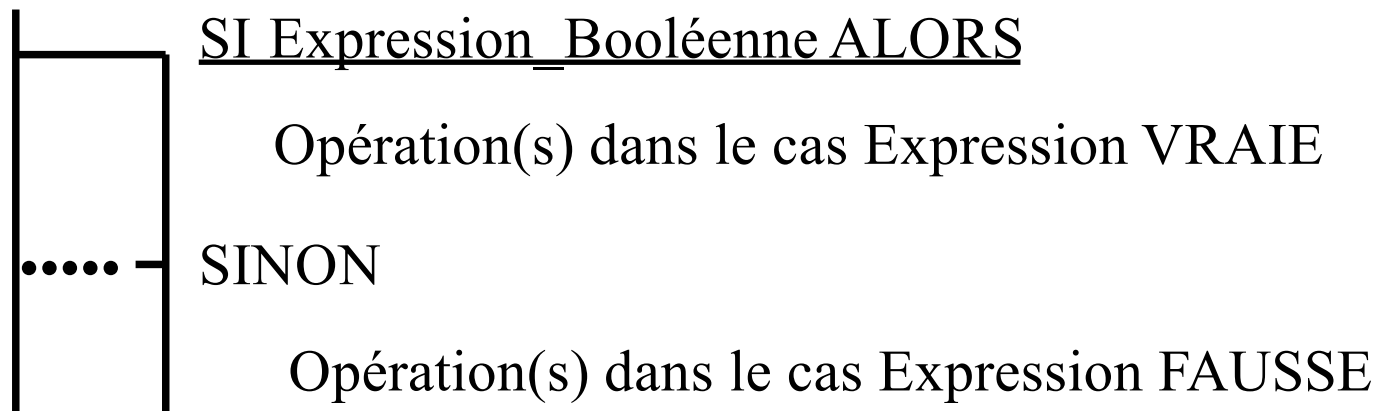 SI Expression_Booléenne ALORS
Opération(s) dans le cas Expression VRAIE
SINON
Opération(s) dans le cas Expression FAUSSE